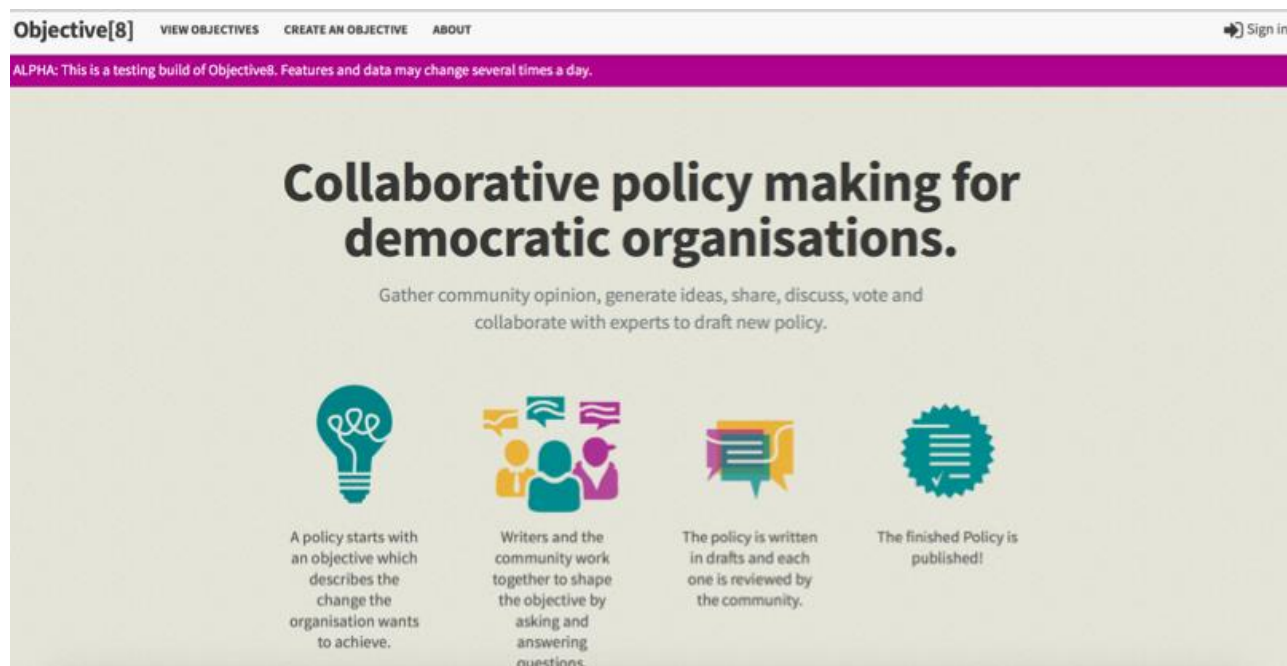 Objective[8] VIEW OBJECTIVES CREATE AN OBJECTIVE ABOUT Sign in
ALPHA: This is a testing build of Objective8. Features and data may change several times a day.
Collaborative policy making for
democratic organisations.
Gather community opinion, generate ideas, share, discuss, vote and
collaborate with experts to draft new policy.
A policy starts with
an objective which
describes the
change the
organisation wants
to achieve.
Writers and the
community work
together to shape
the objective by
asking and
answering
questions.
The policy is written
in drafts and each
one is reviewed by
the community.
The finished Policy is
published!